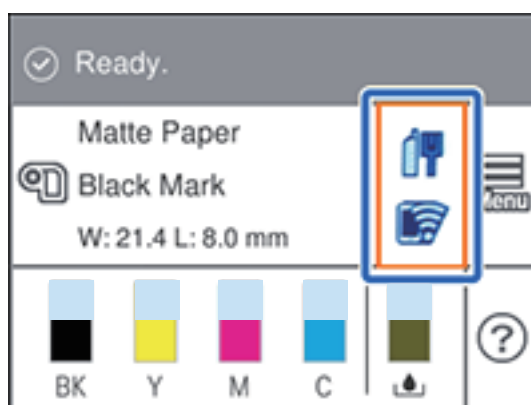 Ready.
Matte Paper
Black Mark
W: 21.4 L: 8.0 mm
Menu
BK Y M C
?